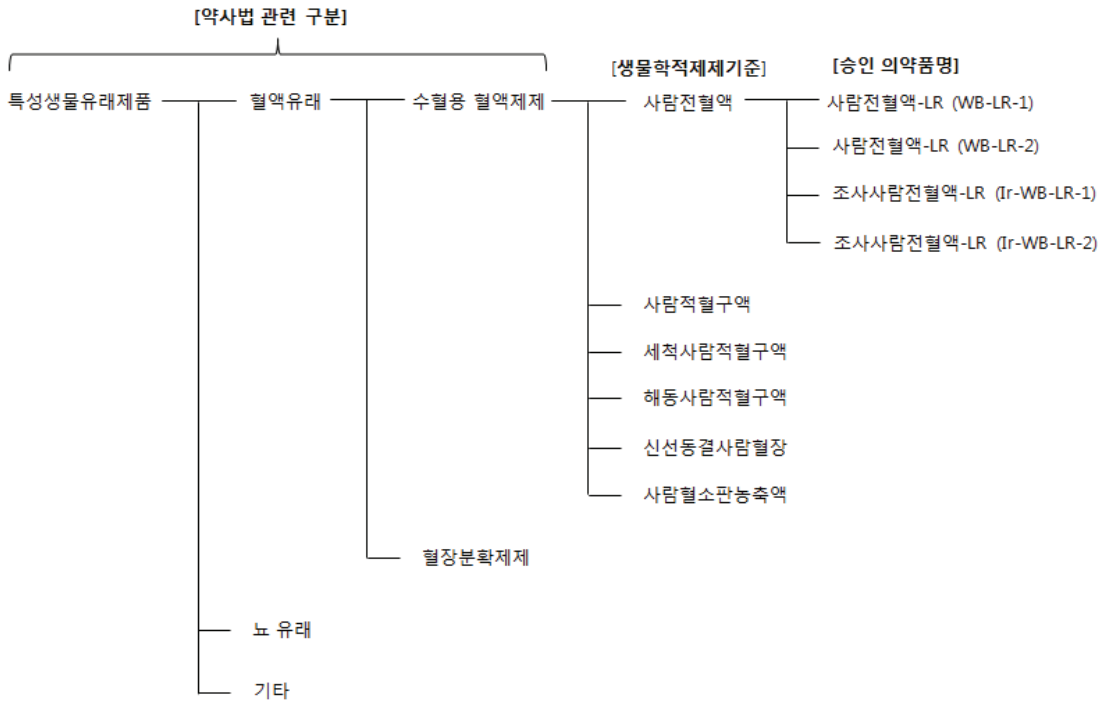 [약사법 관련 구분]
[생물학적제제기준]
[승인 의약품명]
특성생물유래제품
혈액유래
수혈용 혈액제제
사람전혈액
사람전혈액-LR (WB-LR-1)
사람전혈액-LR (WB-LR-2)
조사사람전혈액-LR (Ir-WB-LR-1)
조사사람전혈액-LR (Ir-WB-LR-2)
사람적혈구액
세척사람적혈구액
해동사람적혈구액
신선동결사람혈장
사람혈소판농축액
혈장분획제제
뇨 유래
기타